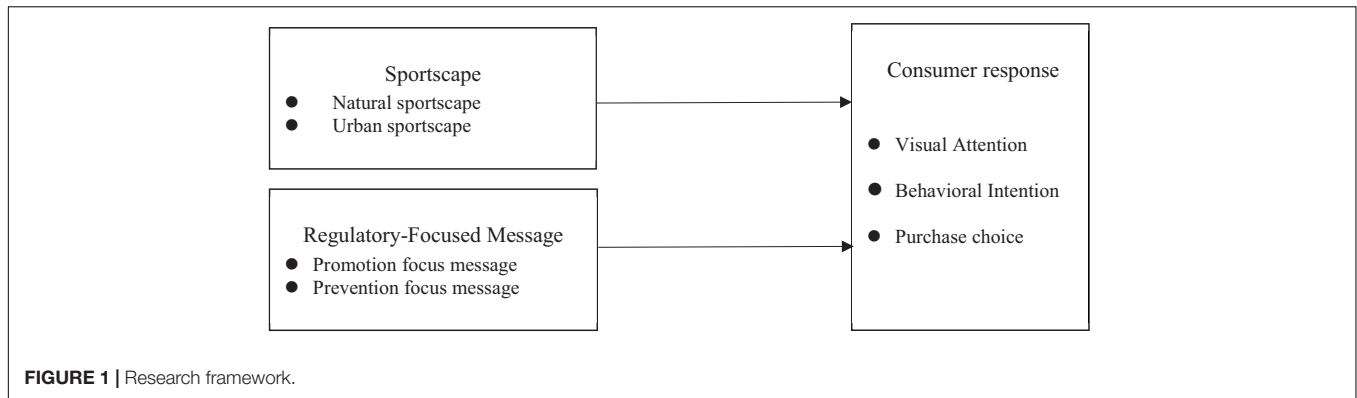 Sportscape
● Natural sportscape
● Urban sportscape
Regulatory-Focused Message
● Promotion focus message
● Prevention focus message
Consumer response
● Visual Attention
● Behavioral Intention
● Purchase choice
FIGURE 1 | Research framework.